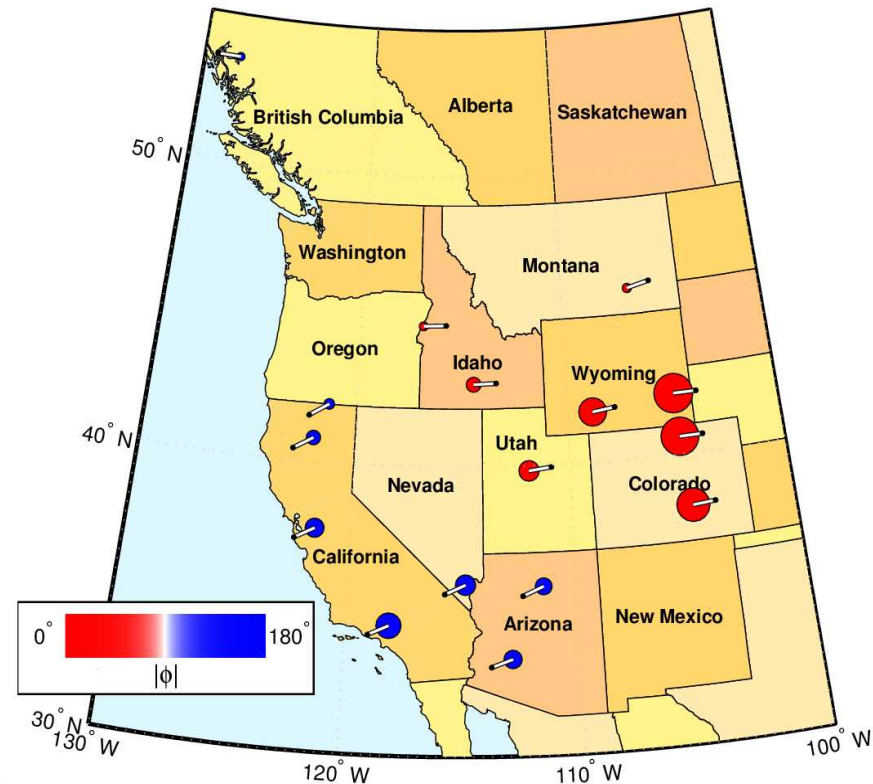 British Columbia
Alberta
Saskatchewan
50° N
Washington
Montana
Oregon
Idaho
Wyoming
40° N
Utah
Nevada
Colorado
California
Arizona
New Mexico
0°
180°
|ϕ|
30° N
130° W
120° W
110° W
100° W